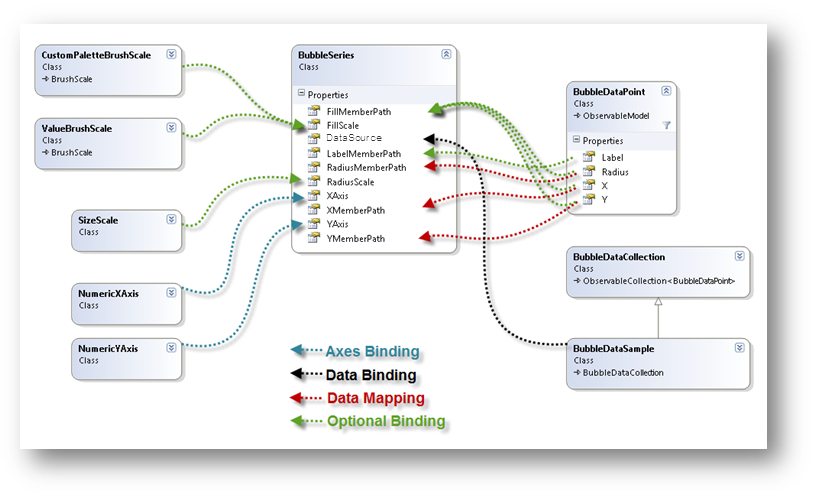 CustomPaletteBrushScale
Class
BrushScale
ValueBrushScale
Class
BrushScale
SizeScale
Class
NumericXAxis
Class
NumericYAxis
Class
BubbleSeries
Class
Properties
FillMemberPath
FillScale
DataSource
LabelMemberPath
RadiusMemberPath
RadiusScale
XAxis
XMemberPath
YAxis
YMemberPath
BubbleDataPoint
Class
ObservableModel
Properties
Label
Radius
X
Y
BubbleDataCollection
Class
ObservableCollection<BubbleDataPoint>
BubbleDataSample
Class
BubbleDataCollection
Axes Binding
Data Binding
Data Mapping
Optional Binding